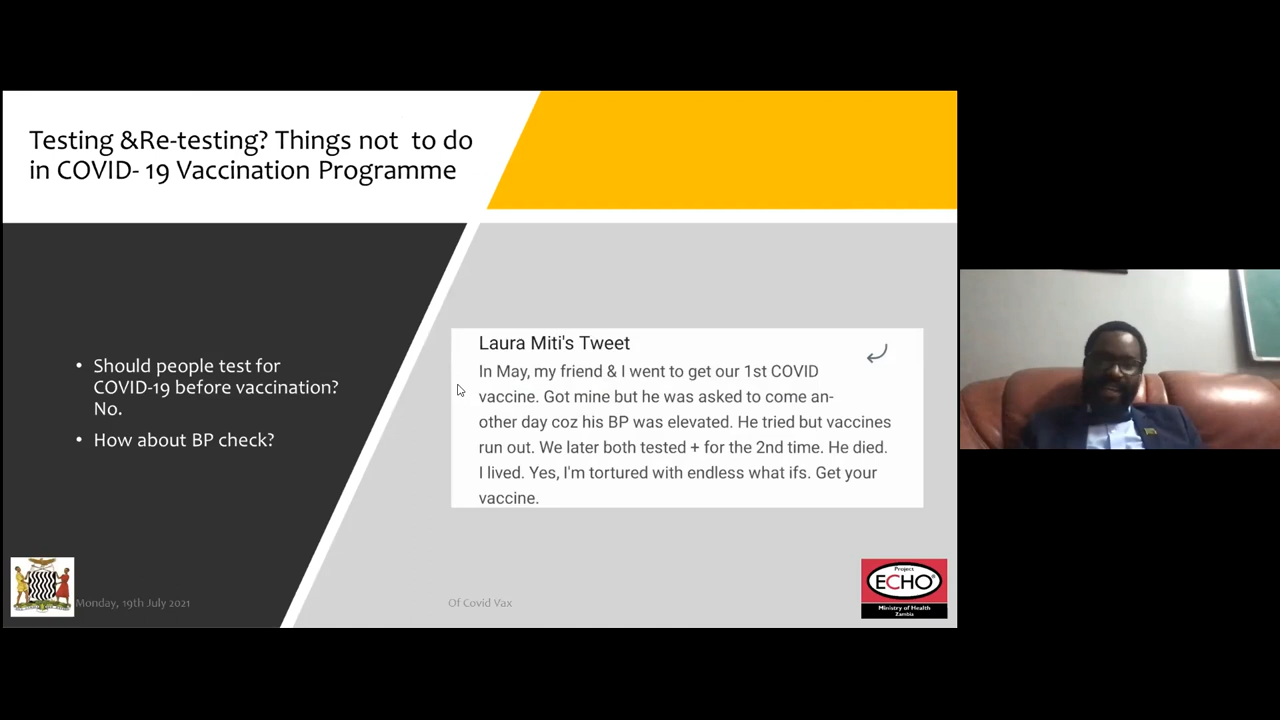 Testing &Re-testing? Things not to do
in COVID- 19 Vaccination Programme
• Should people test for
COVID-19 before vaccination?
No.
• How about BP check?
Laura Miti's Tweet
In May, my friend & I went to get our 1st COVID
vaccine. Got mine but he was asked to come an-
other day coz his BP was elevated. He tried but vaccines
run out. We later both tested + for the 2nd time. He died.
I lived. Yes, I'm tortured with endless what ifs. Get your
vaccine.
Monday, 19th July 2021
Of Covid Vax
Project
ECHO®
Ministry of Health
Zambia